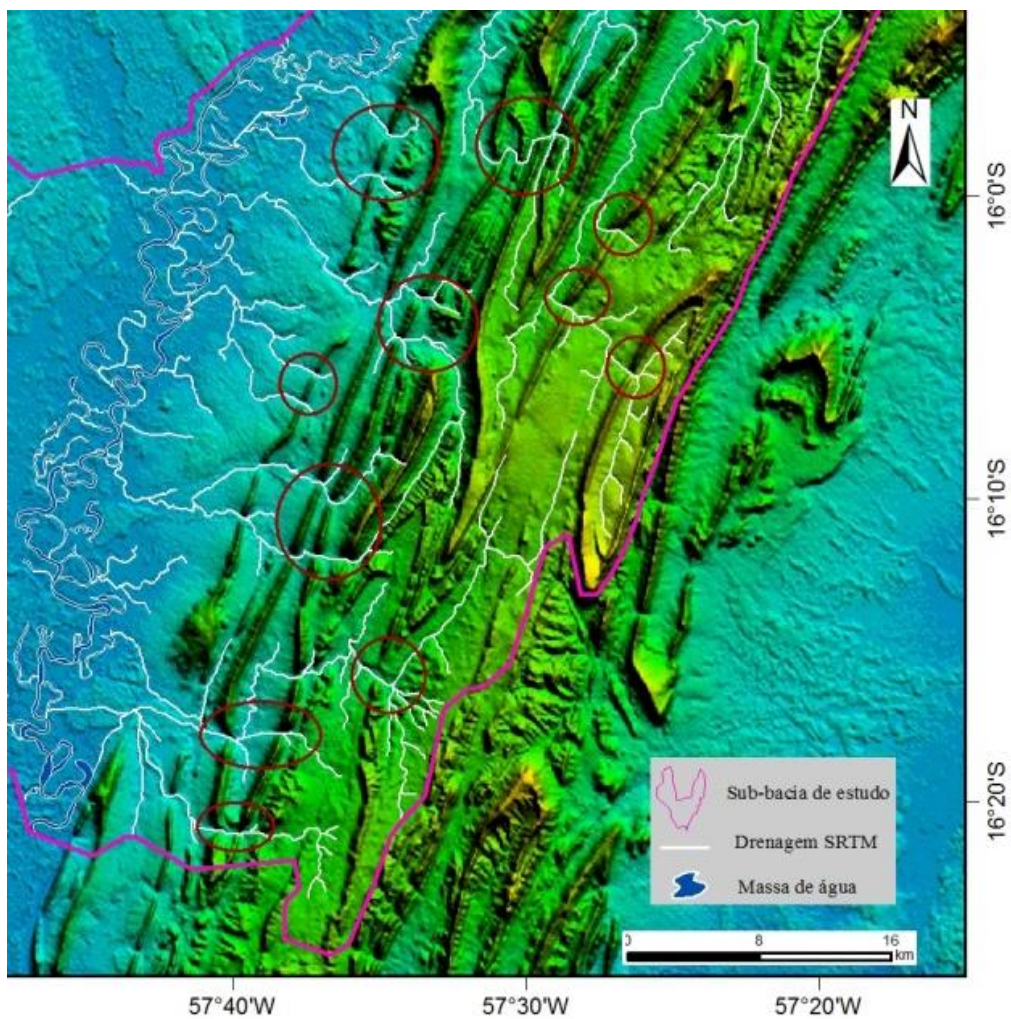 N
16°0'S
16°10'S
16°20'S
Sub-bacia de estudo
Drenagem SRTM
Massa de água
0 8 16
km
57°40'W 57°30'W 57°20'W